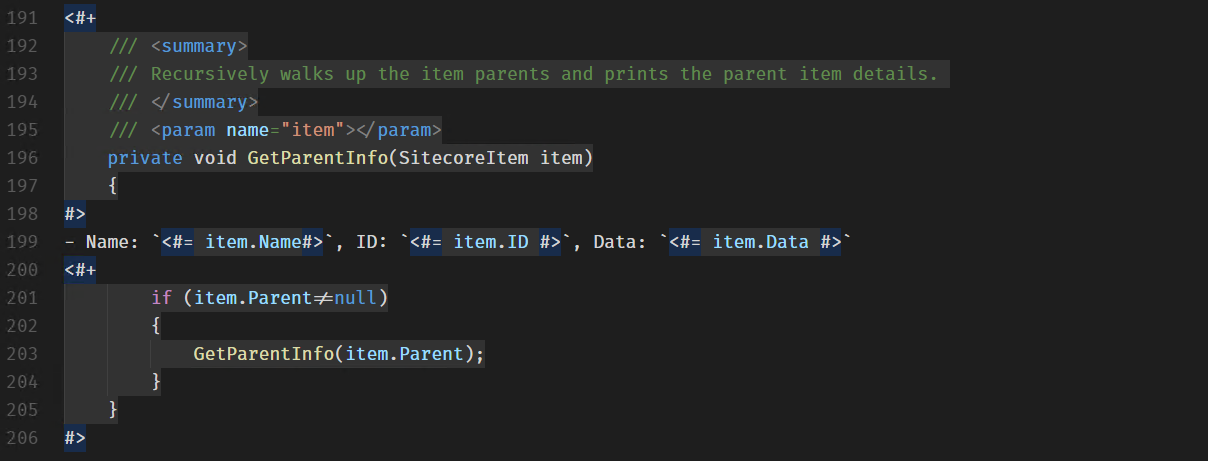 191 <#+
192     /// <summary>
193     /// Recursively walks up the item parents and prints the parent item details.
194     /// </summary>
195     /// <param name="item"></param>
196     private void GetParentInfo(SitecoreItem item)
197     {
198 #>
199 - Name: `<#= item.Name#>`, ID: `<#= item.ID #>`, Data: `<#= item.Data #>`
200 <#+
201         if (item.Parent!=null)
202         {
203             GetParentInfo(item.Parent);
204         }
205     }
206 #>